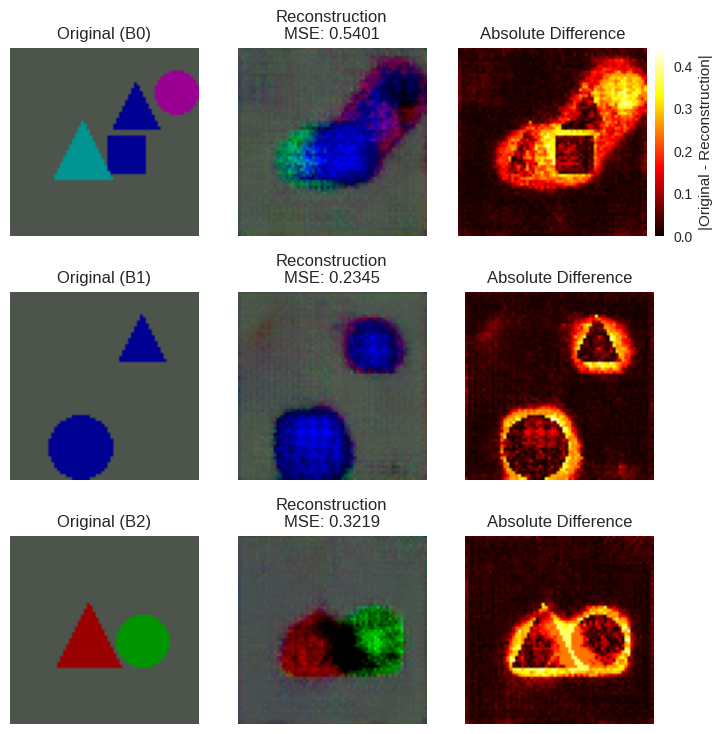 Original (B0)
Reconstruction
MSE: 0.5401
Absolute Difference
0.4
0.3
0.2
0.1
0.0
|Original - Reconstruction|
Original (B1)
Reconstruction
MSE: 0.2345
Absolute Difference
Original (B2)
Reconstruction
MSE: 0.3219
Absolute Difference